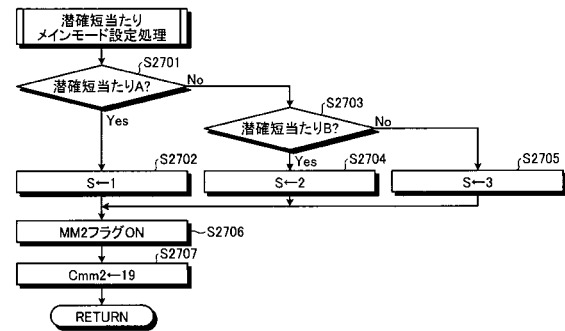 潜確短当たり
メインモード設定処理
S2701
潜確短当たりA?
No
Yes
S2703
潜確短当たりB?
No
Yes
S2702
S←1
S2704
S←2
S2705
S←3
MM2フラグON
S2706
S2707
Cmm2←19
RETURN